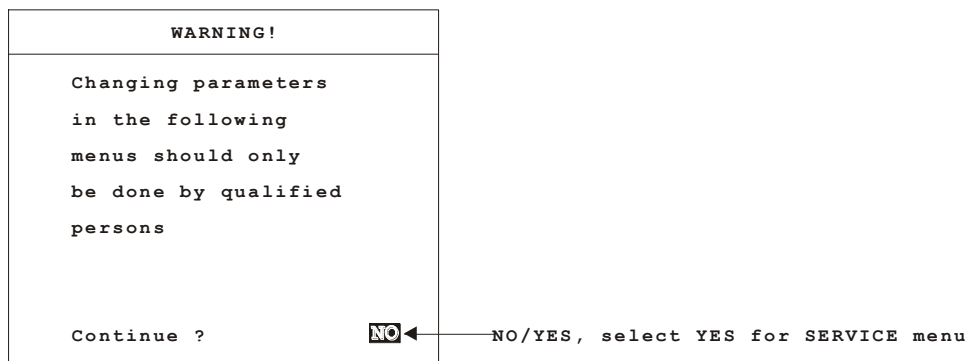 WARNING!
Changing parameters
in the following
menus should only
be done by qualified
persons
Continue ? NO NO/YES, select YES for SERVICE menu